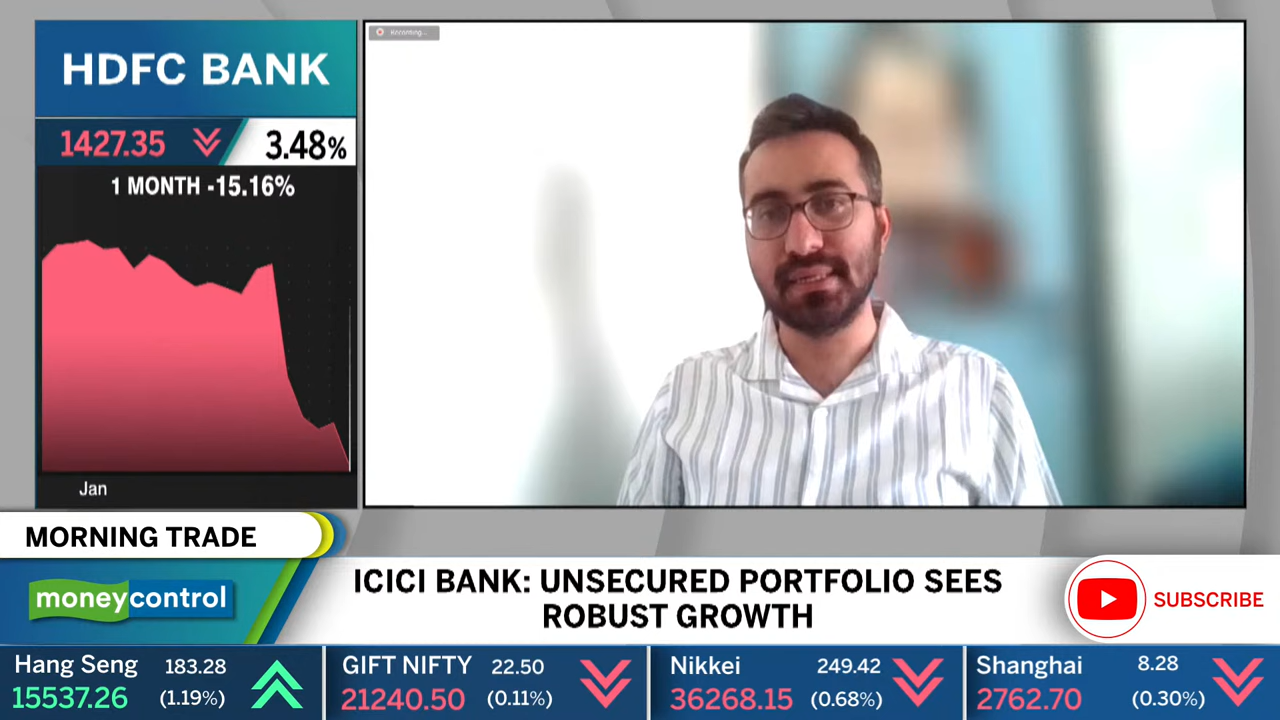 HDFC BANK
1427.35
3.48%
1 MONTH -15.16%
Jan
Recording...
MORNING TRADE
moneycontrol
ICICI BANK: UNSECURED PORTFOLIO SEES
ROBUST GROWTH
SUBSCRIBE
Hang Seng 183.28
15537.26 (1.19%)
GIFT NIFTY 22.50
21240.50 (0.11%)
Nikkei 249.42
36268.15 (0.68%)
Shanghai 8.28
2762.70 (0.30%)